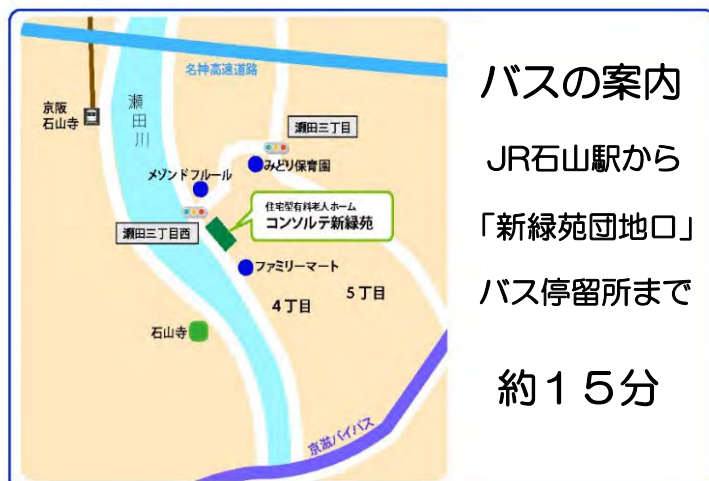 名神高速道路
京阪
石山寺
瀬田川
瀬田三丁目
みどり保育園
メゾンドフルール
住宅型有料老人ホーム
コンソルテ新緑苑
瀬田三丁目西
ファミリーマート
4丁目
5丁目
石山寺
京滋バイパス
バスの案内
JR石山駅から
「新緑苑団地口」
バス停留所まで
約15分